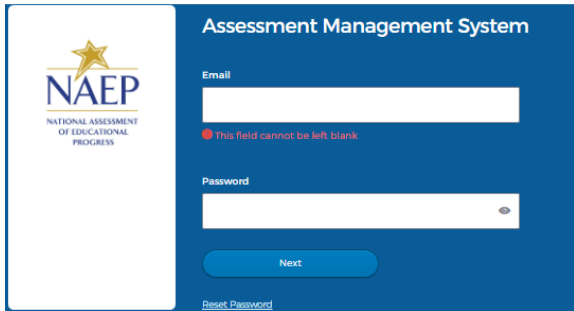 Assessment Management System
NAEP
NATIONAL ASSESSMENT
OF EDUCATIONAL
PROGRESS
Email
This field cannot be left blank
Password
Next
Reset Password